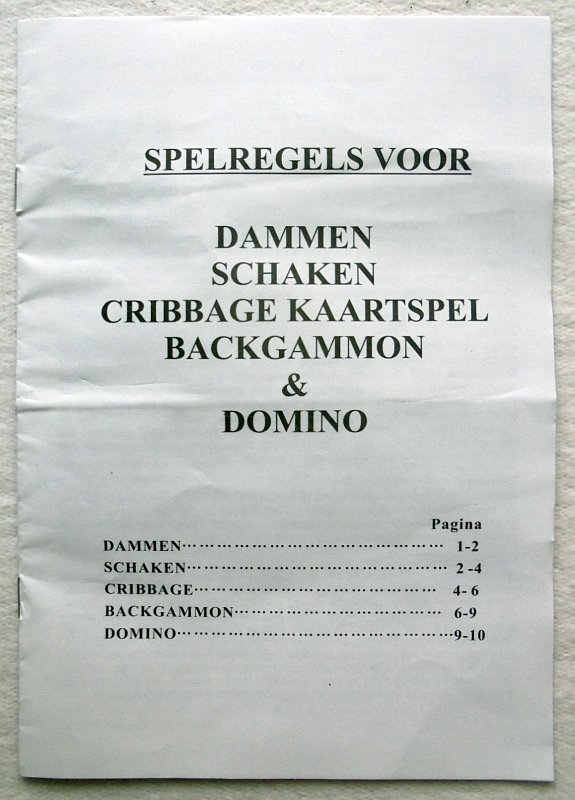 SPELREGELS VOOR
DAMMEN
SCHAKEN
CRIBBAGE KAARTSPEL
BACKGAMMON
&
DOMINO
Pagina
DAMMEN………………………………………… 1-2
SCHAKEN………………………………………… 2-4
CRIBBAGE……………………………………… 4-6
BACKGAMMON………………………………… 6-9
DOMINO…………………………………………9-10